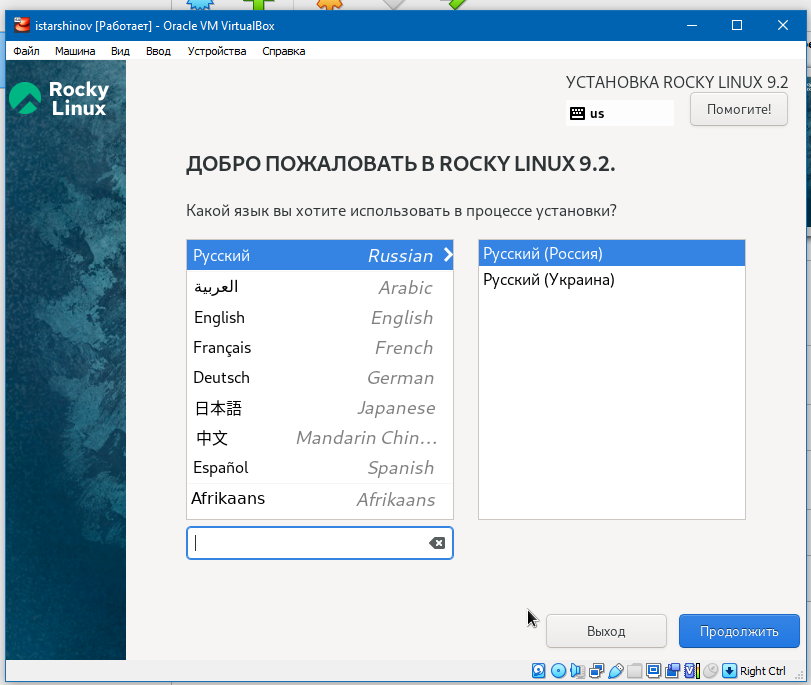 istarshinov [Работает] - Oracle VM VirtualBox
Файл Машина Вид Ввод Устройства Справка
Rocky
Linux
УСТАНОВКА ROCKY LINUX 9.2
us
Помогите!
ДОБРО ПОЖАЛОВАТЬ В ROCKY LINUX 9.2.
Какой язык вы хотите использовать в процессе установки?
Русский Russian
العربية Arabic
English English
Français French
Deutsch German
日本語 Japanese
中文 Mandarin Chin…
Español Spanish
Afrikaans Afrikaans
Русский (Россия)
Русский (Украина)
Выход
Продолжить
Right Ctrl